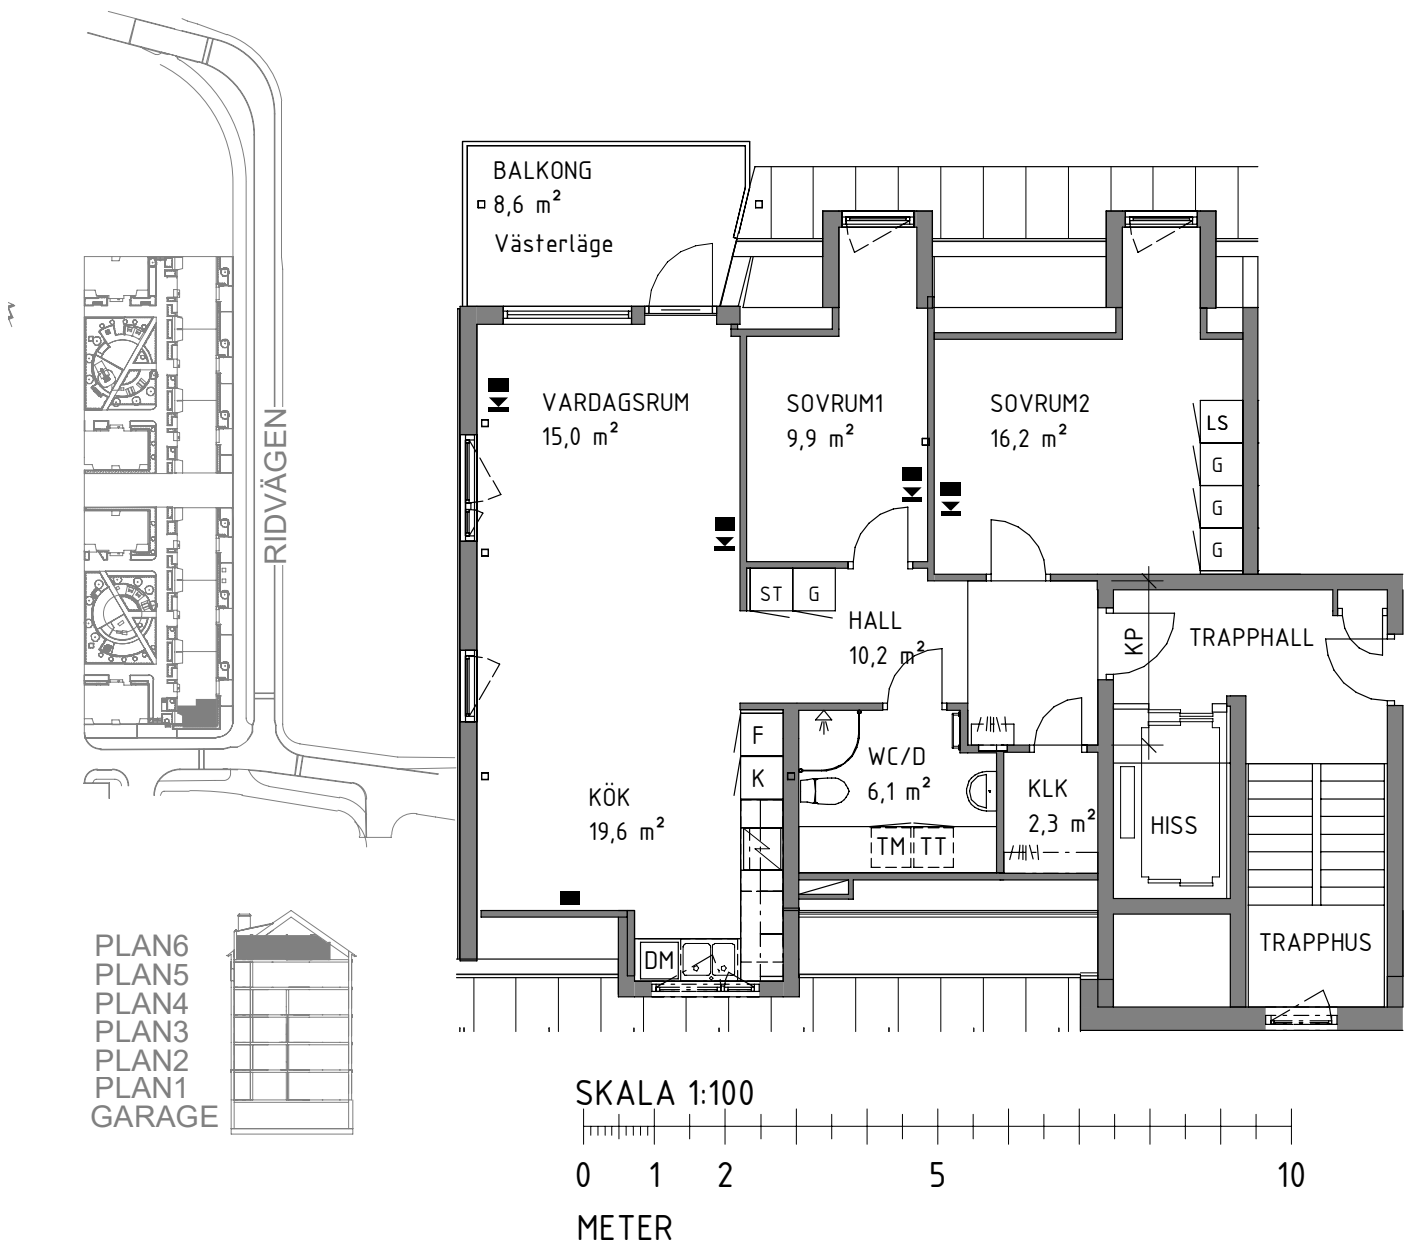 BALKONG
8,6 m²
Västerläge
VARDAGSRUM
15,0 m²
SOVRUM1
9,9 m²
SOVRUM2
16,2 m²
LS
G
G
G
ST G
HALL
10,2 m²
KP
TRAPPHALL
RIDVÄGEN
F
K
WC/D
6,1 m²
KLK
2,3 m²
KÖK
19,6 m²
TM TT
HISS
DM
TRAPPHUS
PLAN6
PLAN5
PLAN4
PLAN3
PLAN2
PLAN1
GARAGE
SKALA 1:100
0 1 2 5 10
METER